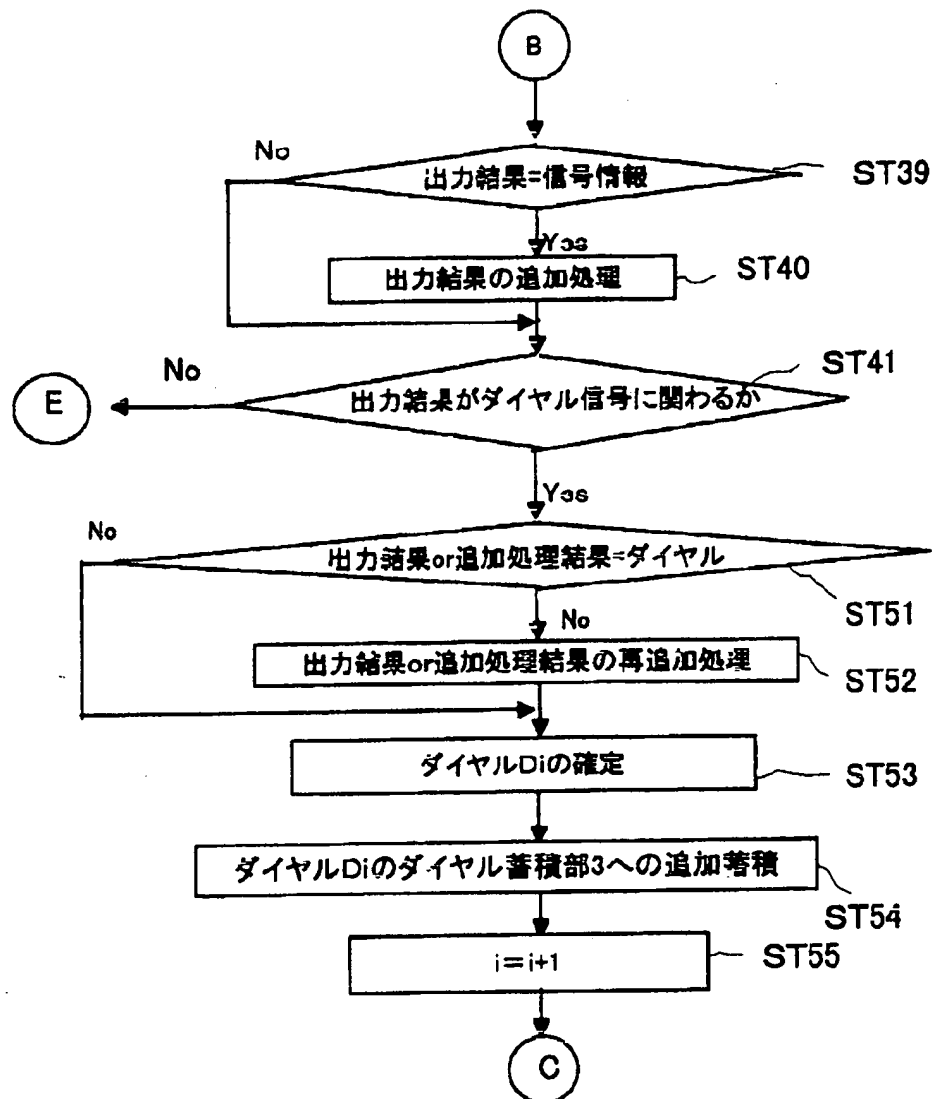 B
No
出力結果=信号情報
ST39
Yes
出力結果の追加処理
ST40
No
出力結果がダイヤル信号に関わるか
ST41
E
Yes
No
出力結果or追加処理結果=ダイヤル
ST51
No
出力結果or追加処理結果の再追加処理
ST52
ダイヤルDiの確定
ST53
ダイヤルDiのダイヤル蓄積部3への追加蓄積
ST54
i=i+1
ST55
C